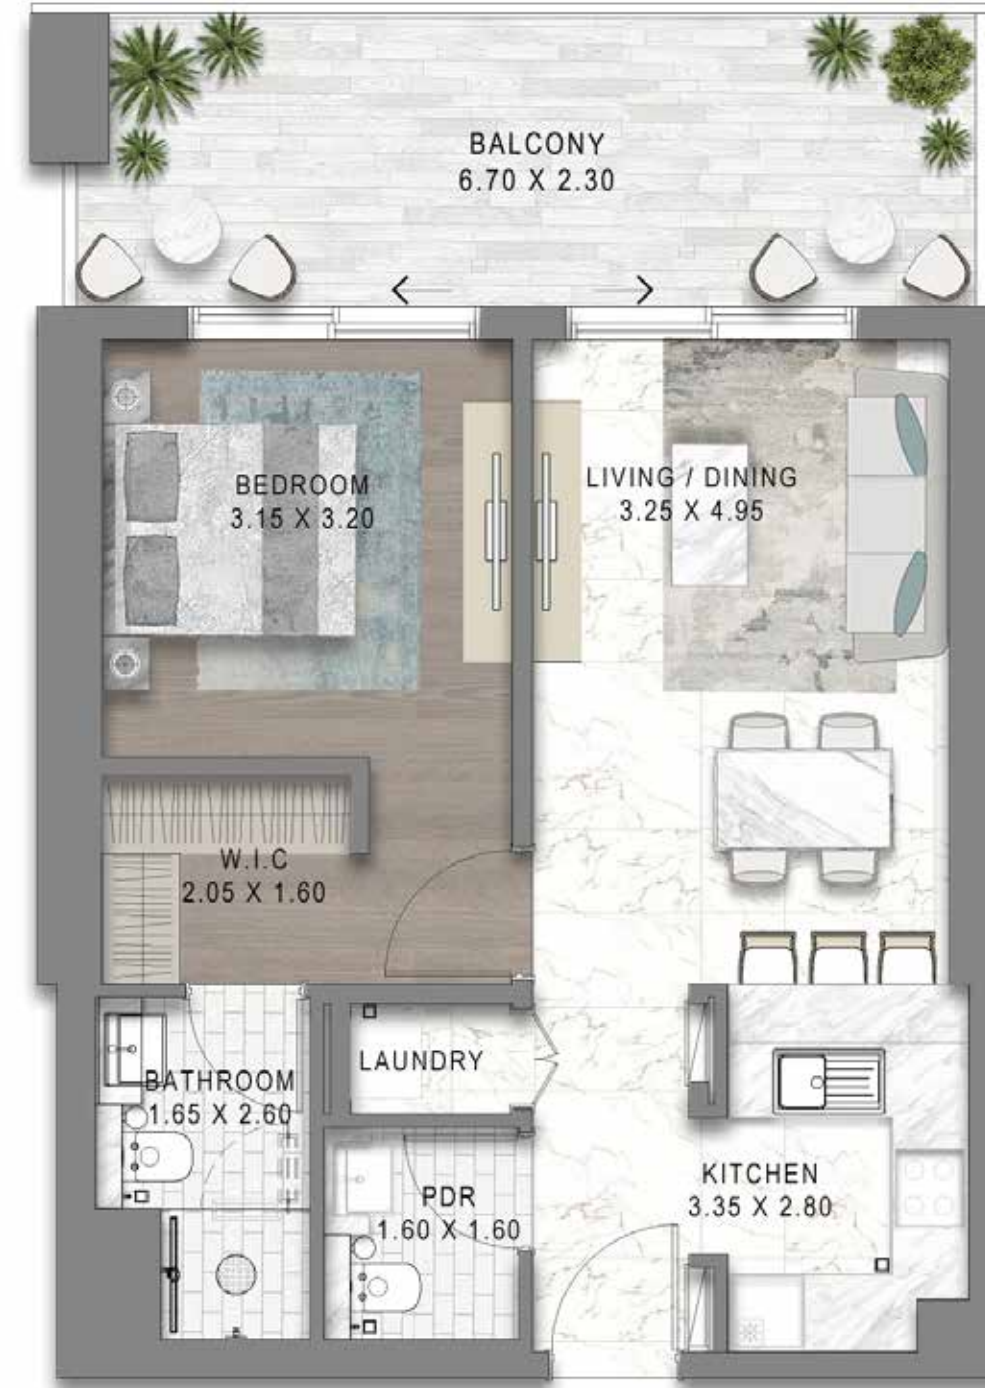 BALCONY
6.70 X 2.30
BEDROOM
3.15 X 3.20
LIVING / DINING
3.25 X 4.95
W.I.C
2.05 X 1.60
LAUNDRY
BATHROOM
1.65 X 2.60
KITCHEN
3.35 X 2.80
PDR
1.60 X 1.60